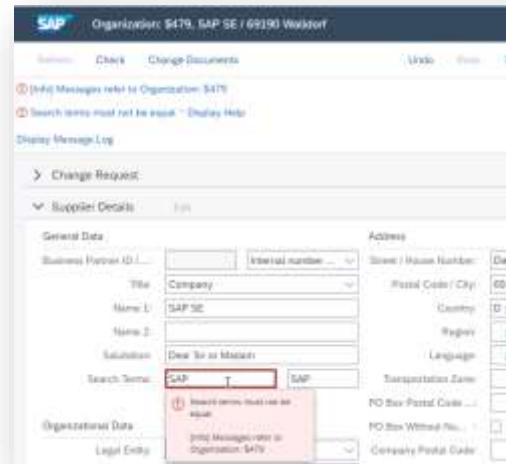 SAP Organization: $479, SAP SE / 69190 Walldorf
Check Change Documents Undo
[Info] Messages refer to Organization: $479
Search terms must not be equal - Display Help
Display Message Log
Change Request
Supplier Details Edit
General Data Address
Business Partner ID /... Internal number ... Street / House Number:
Title: Company Postal Code / City: 69
Name 1: SAP SE Country: D
Name 2: Region:
Salutation: Dear Sir or Madam Language:
Search Terms: SAP SAP Transportation Zone:
Search terms must not be equal PO Box Postal Code ...:
Organizational Data PO Box Without No...:
[Info] Messages refer to Organization: $479
Legal Entity: Company Postal Code: